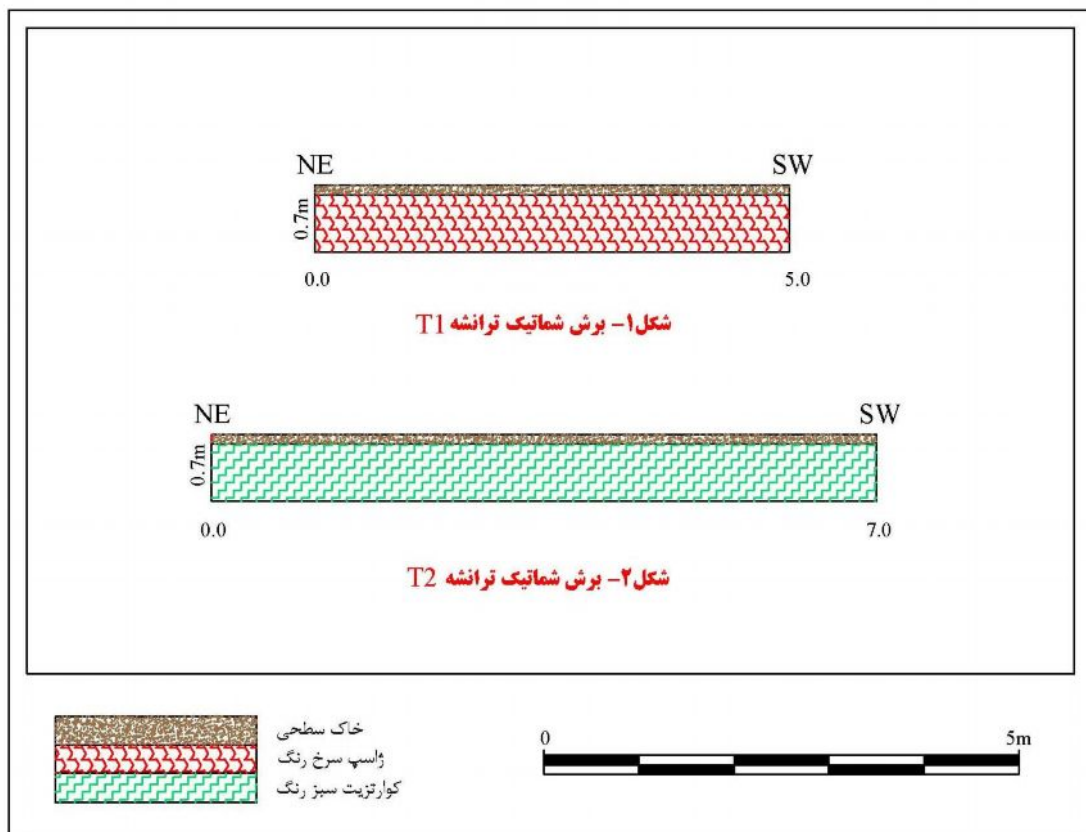 NE SW
0.7m
0.0 5.0
شکل۱- برش شماتیک ترانشه T1
NE SW
0.7m
0.0 7.0
شکل۲- برش شماتیک ترانشه T2
خاک سطحی
ژاسپ سرخ رنگ
کوارتزیت سبز رنگ
0 5m